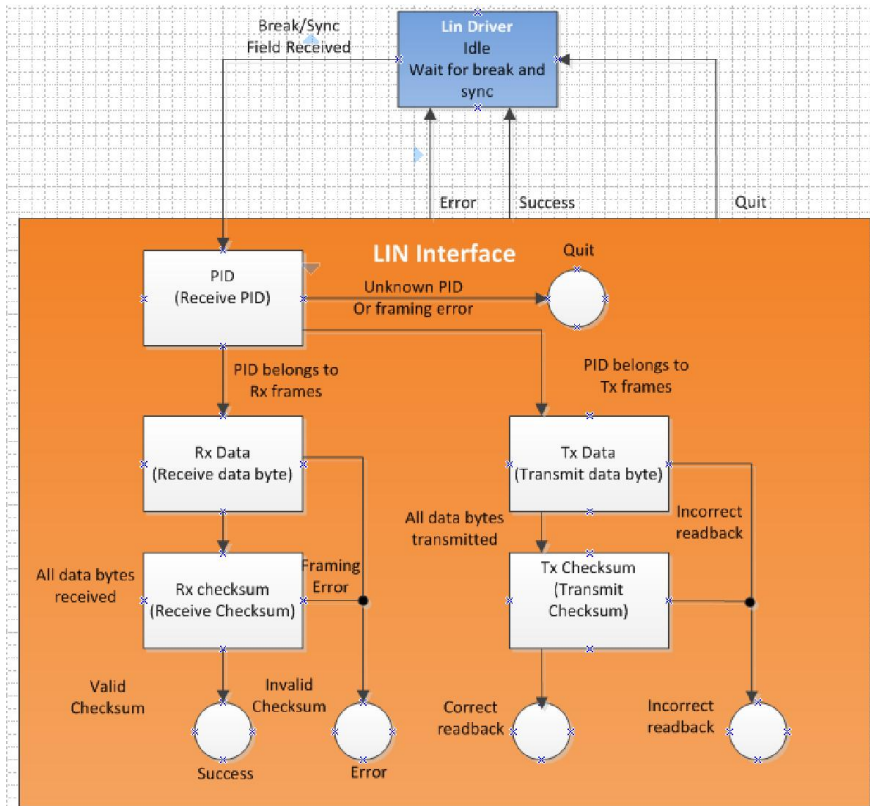 Break/Sync
Field Received
Lin Driver
Idle
Wait for break and
sync
Error
Success
Quit
LIN Interface
Quit
PID
(Receive PID)
Unknown PID
Or framing error
PID belongs to
Rx frames
PID belongs to
Tx frames
Rx Data
(Receive data byte)
Tx Data
(Transmit data byte)
All data bytes
transmitted
Incorrect
readback
All data bytes
received
Rx checksum
(Receive Checksum)
Framing
Error
Tx Checksum
(Transmit
Checksum)
Valid
Checksum
Invalid
Checksum
Correct
readback
Incorrect
readback
Success
Error